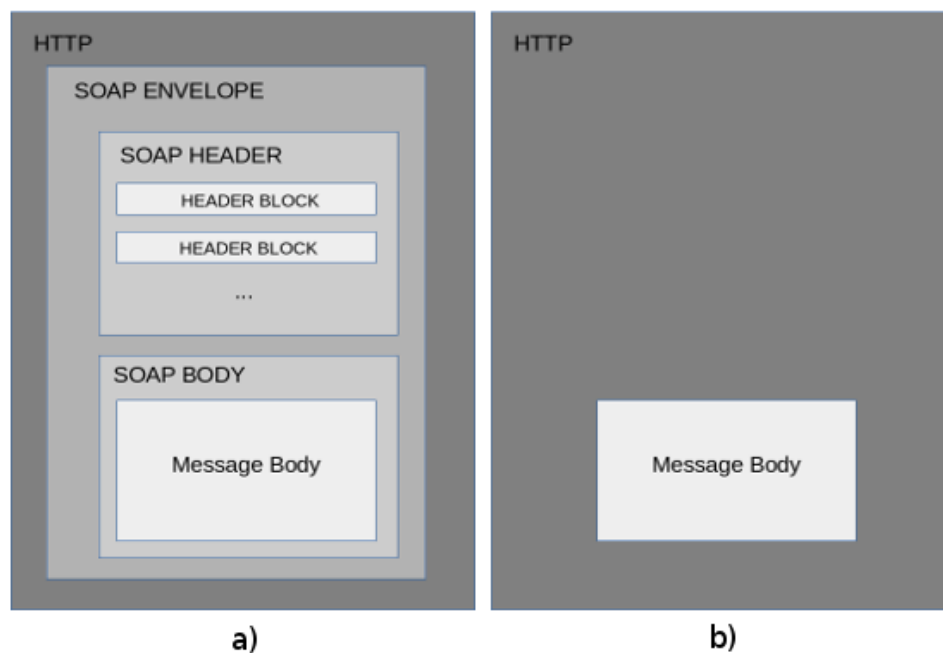 HTTP
SOAP ENVELOPE
SOAP HEADER
HEADER BLOCK
HEADER BLOCK
...
SOAP BODY
Message Body
a)
HTTP
Message Body
b)